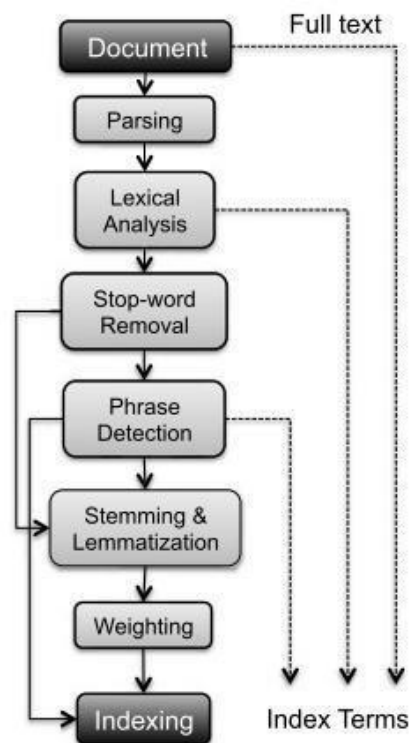 Full text
Document
Parsing
Lexical
Analysis
Stop-word
Removal
Phrase
Detection
Stemming &
Lemmatization
Weighting
Indexing
Index Terms